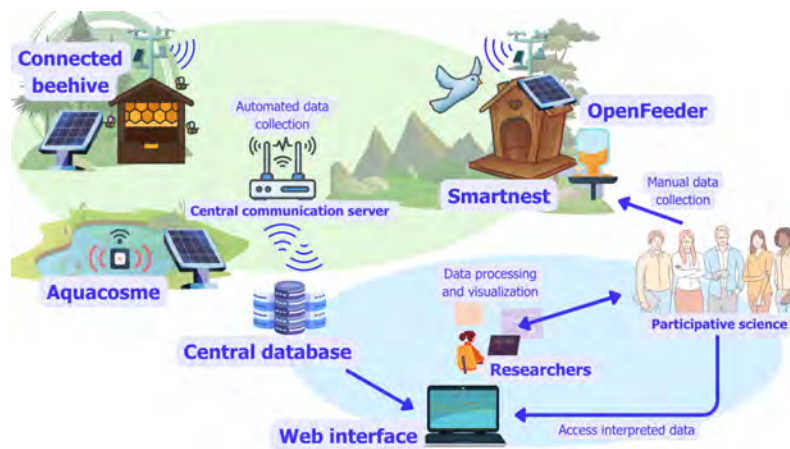 Connected
beehive
Automated data
collection
Central communication server
OpenFeeder
Smartnest
Manual data
collection
Aquacosme
Data processing
and visualization
Participative science
Central database
Researchers
Web interface
Access interpreted data